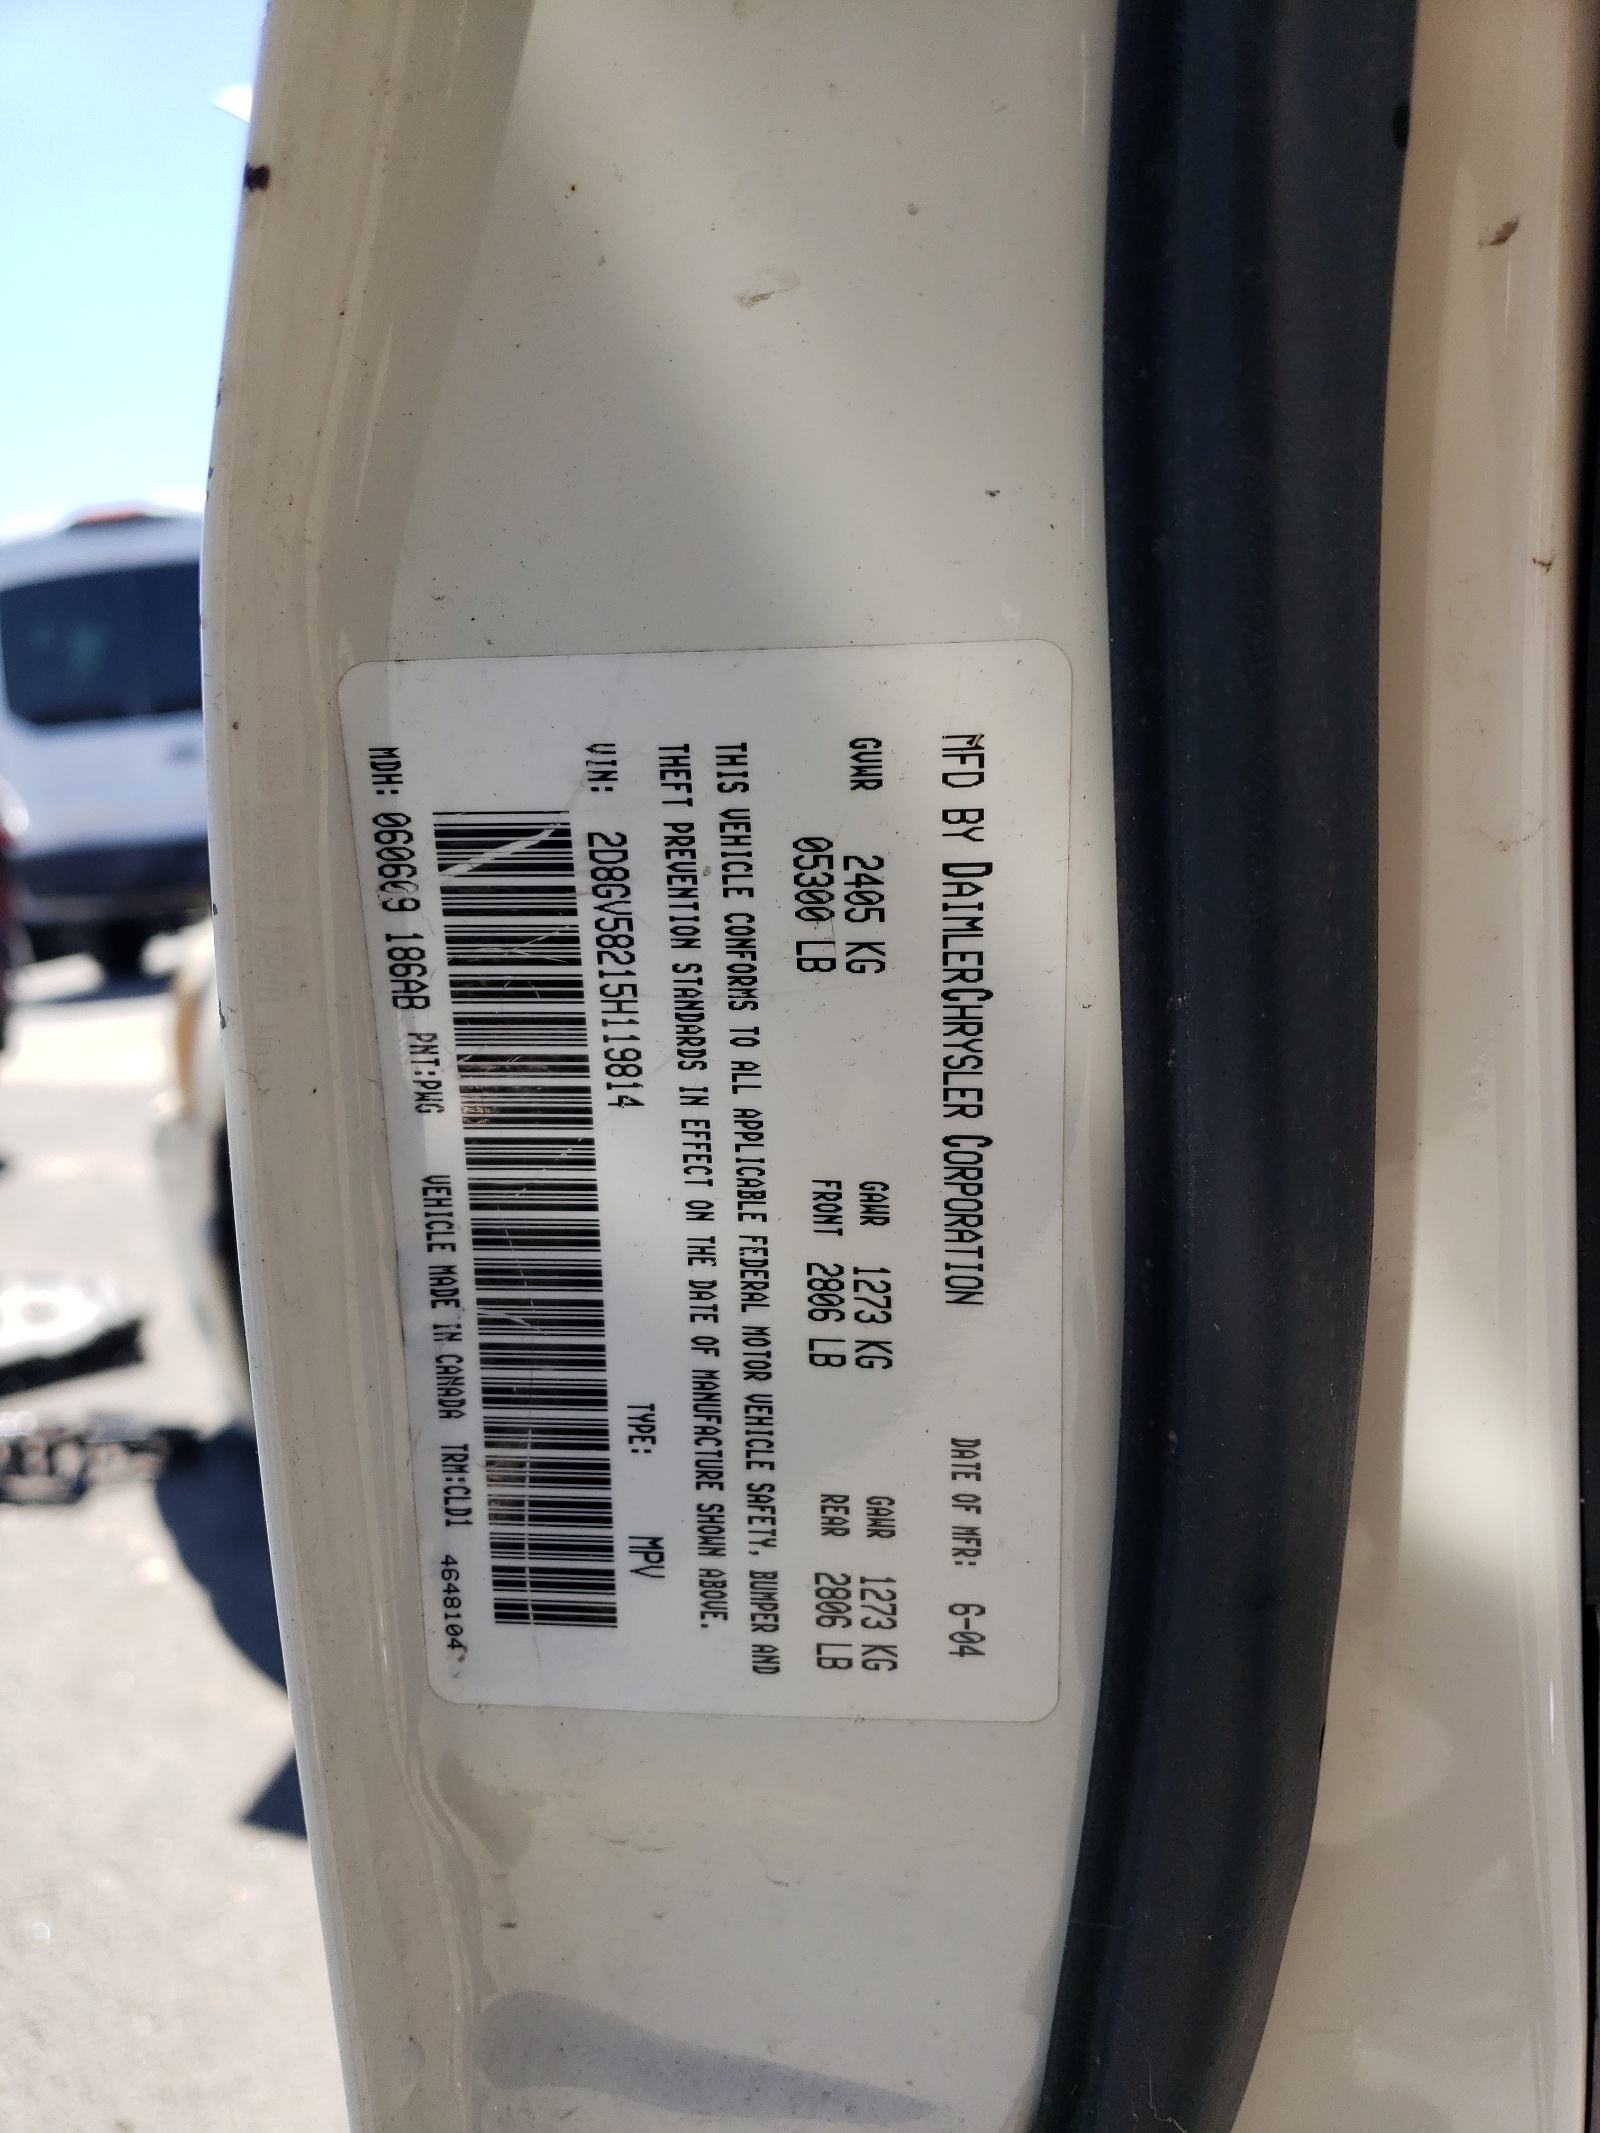 MFD BY DAIMLERCHRYSLER CORPORATION DATE OF MFR: 6-04
GVWR 2405 KG GAWR 1273 KG GAWR 1273 KG
05300 LB FRONT 2806 LB REAR 2806 LB
THIS VEHICLE CONFORMS TO ALL APPLICABLE FEDERAL MOTOR VEHICLE SAFETY, BUMPER AND
THEFT PREVENTION STANDARDS IN EFFECT ON THE DATE OF MANUFACTURE SHOWN ABOVE.
VIN: 2D8GV58215H119814 TYPE: MPV
MDH: 060609 186AB PNT:PWG VEHICLE MADE IN CANADA TRM:CLD1